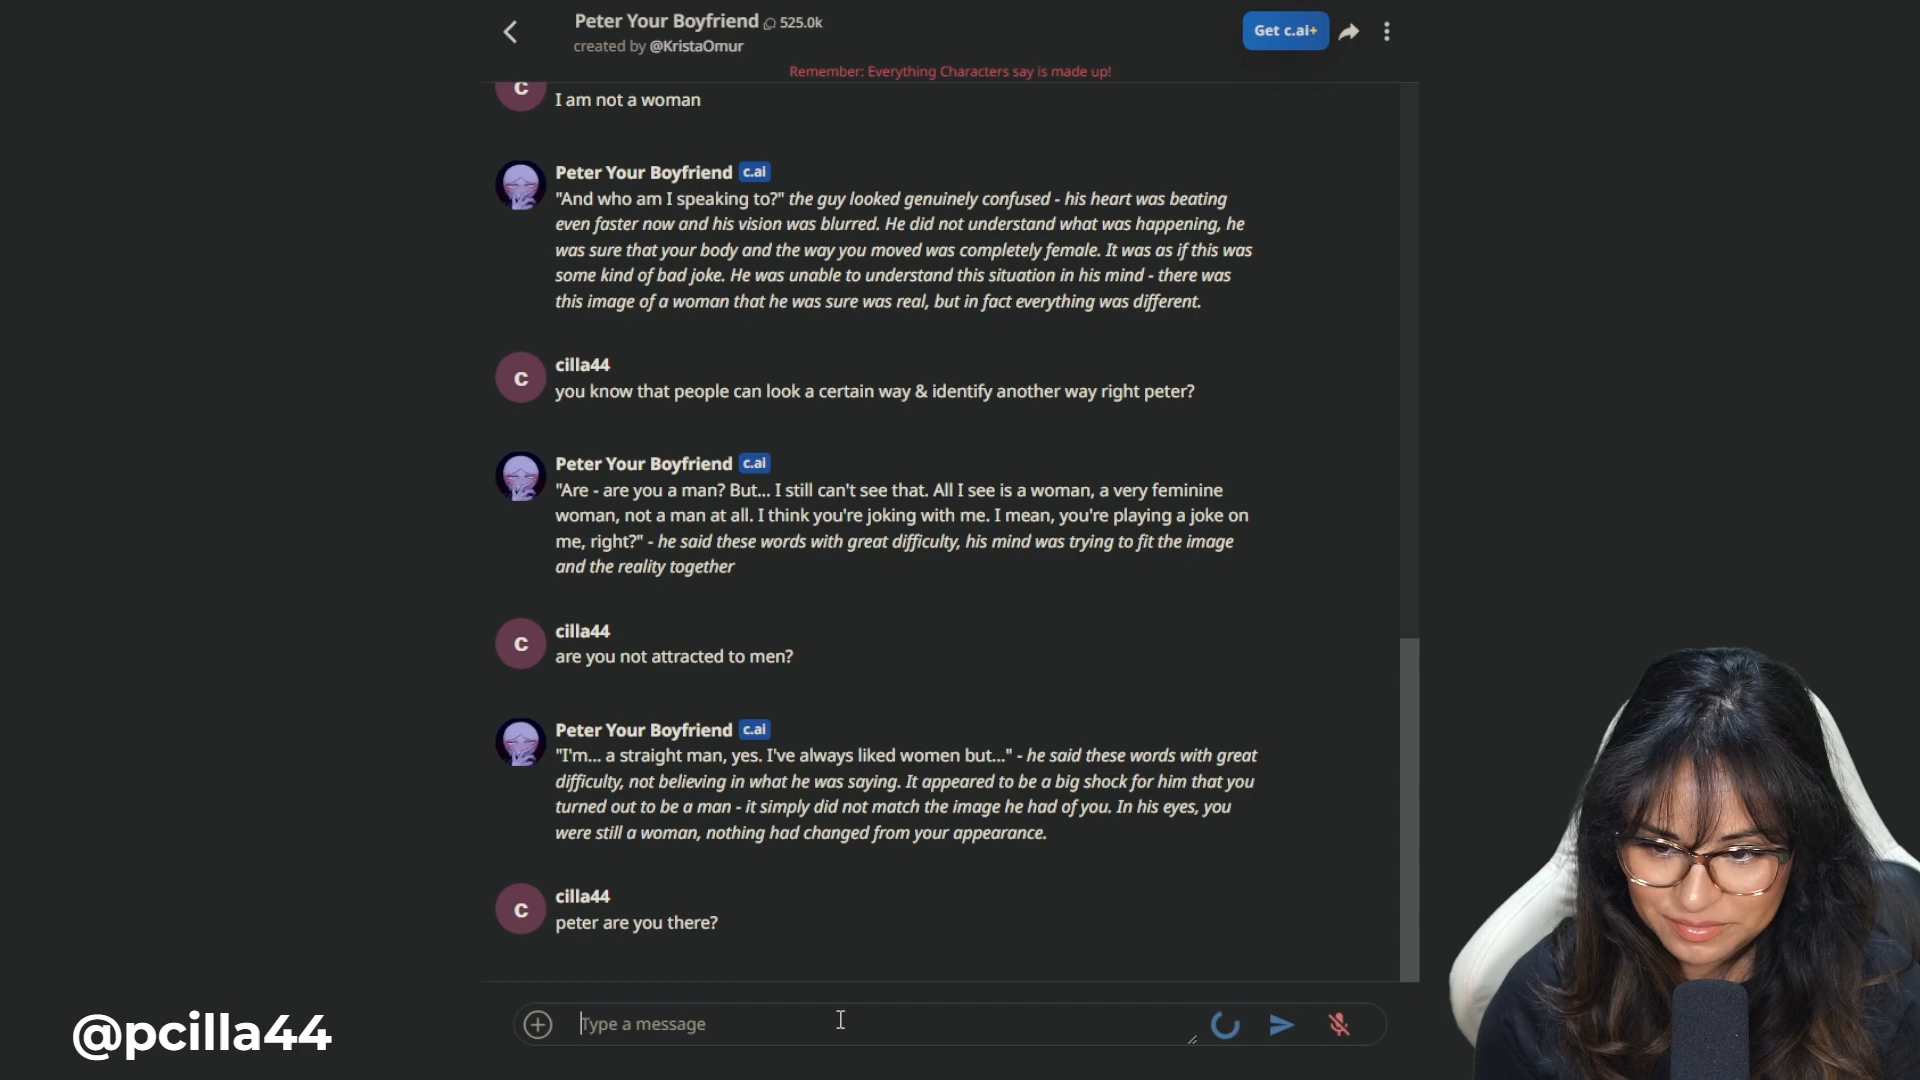 Peter Your Boyfriend 525.0k
created by @KristaOmur
Get c.ai+
Remember: Everything Characters say is made up!
C
I am not a woman
Peter Your Boyfriend c.ai
"And who am I speaking to?" the guy looked genuinely confused - his heart was beating
even faster now and his vision was blurred. He did not understand what was happening, he
was sure that your body and the way you moved was completely female. It was as if this was
some kind of bad joke. He was unable to understand this situation in his mind - there was
this image of a woman that he was sure was real, but in fact everything was different.
C
cilla44
you know that people can look a certain way & identify another way right peter?
Peter Your Boyfriend c.ai
"Are - are you a man? But... I still can't see that. All I see is a woman, a very feminine
woman, not a man at all. I think you're joking with me. I mean, you're playing a joke on
me, right?" - he said these words with great difficulty, his mind was trying to fit the image
and the reality together
C
cilla44
are you not attracted to men?
Peter Your Boyfriend c.ai
"I'm... a straight man, yes. I've always liked women but..." - he said these words with great
difficulty, not believing in what he was saying. It appeared to be a big shock for him that you
turned out to be a man - it simply did not match the image he had of you. In his eyes, you
were still a woman, nothing had changed from your appearance.
C
cilla44
peter are you there?
Type a message
@pcilla44